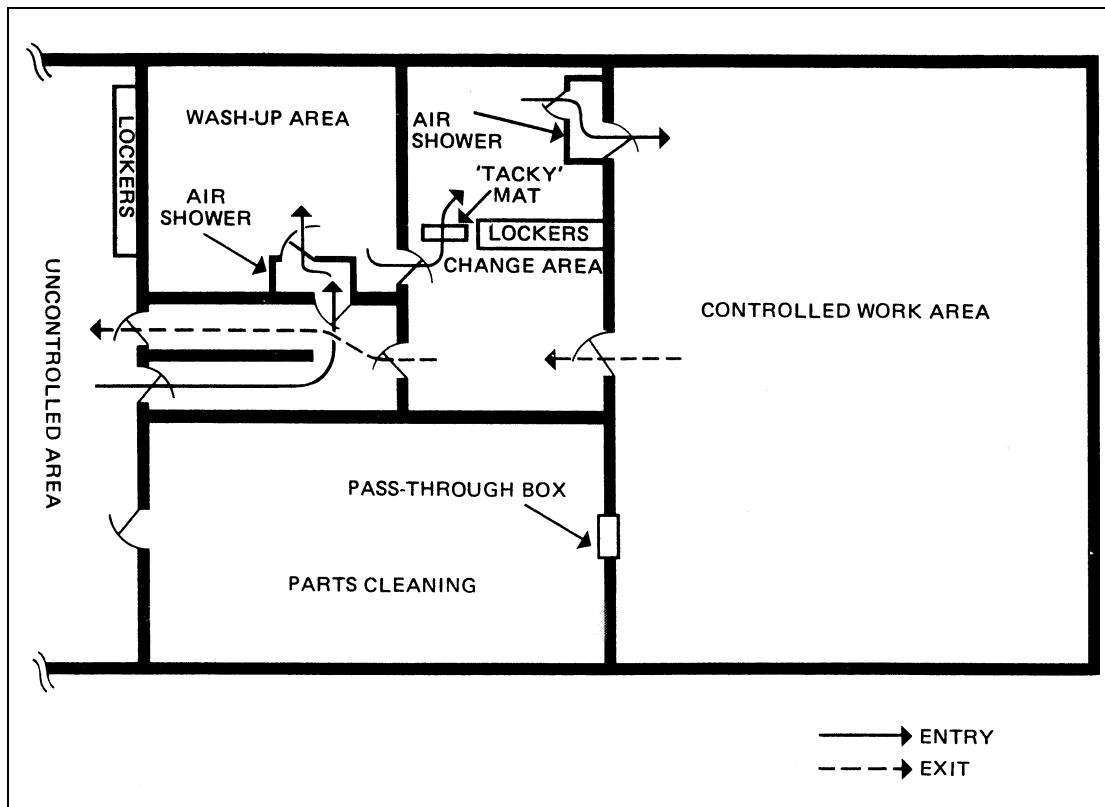 LOCKERS
WASH-UP AREA
AIR
SHOWER
AIR
SHOWER
'TACKY'
MAT
LOCKERS
CHANGE AREA
UNCONTROLLED AREA
CONTROLLED WORK AREA
PASS-THROUGH BOX
PARTS CLEANING
ENTRY
EXIT